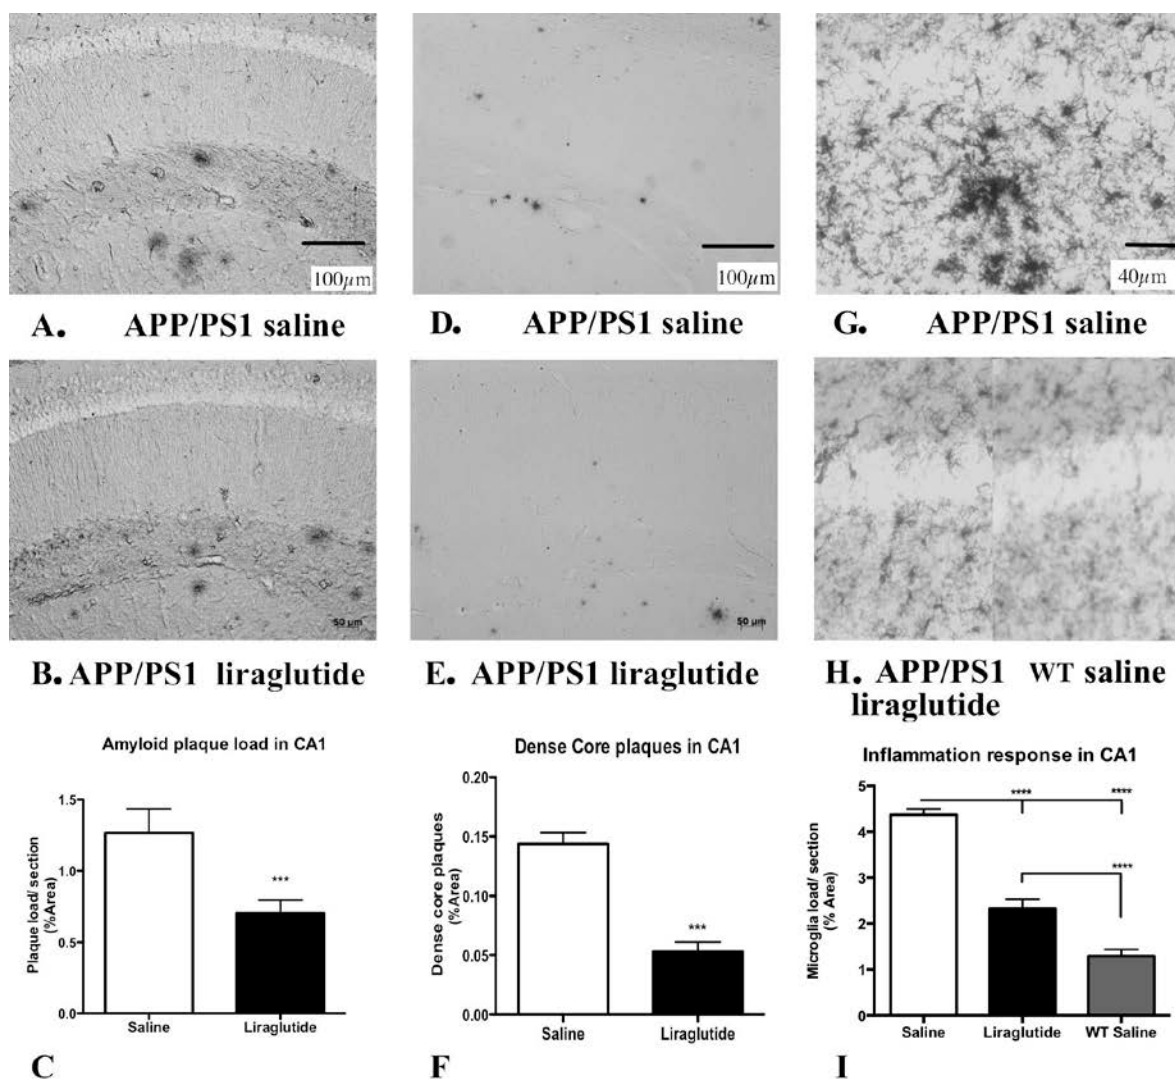 100µm
100µm
40µm
A. APP/PS1 saline
D. APP/PS1 saline
G. APP/PS1 saline
50 µm
50 µm
B. APP/PS1 liraglutide
E. APP/PS1 liraglutide
H. APP/PS1 WT saline
liraglutide
Amyloid plaque load in CA1
Plaque load/ section
(%Area)
1.5
1.0
0.5
0.0
***
Saline
Liraglutide
C
Dense Core plaques in CA1
Dense core plaques
(%Area)
0.20
0.15
0.10
0.05
0.00
***
Saline
Liraglutide
F
Inflammation response in CA1
Microglia load/ section
(% Area)
5
4
3
2
1
0
**** ****
****
Saline
Liraglutide
WT Saline
I